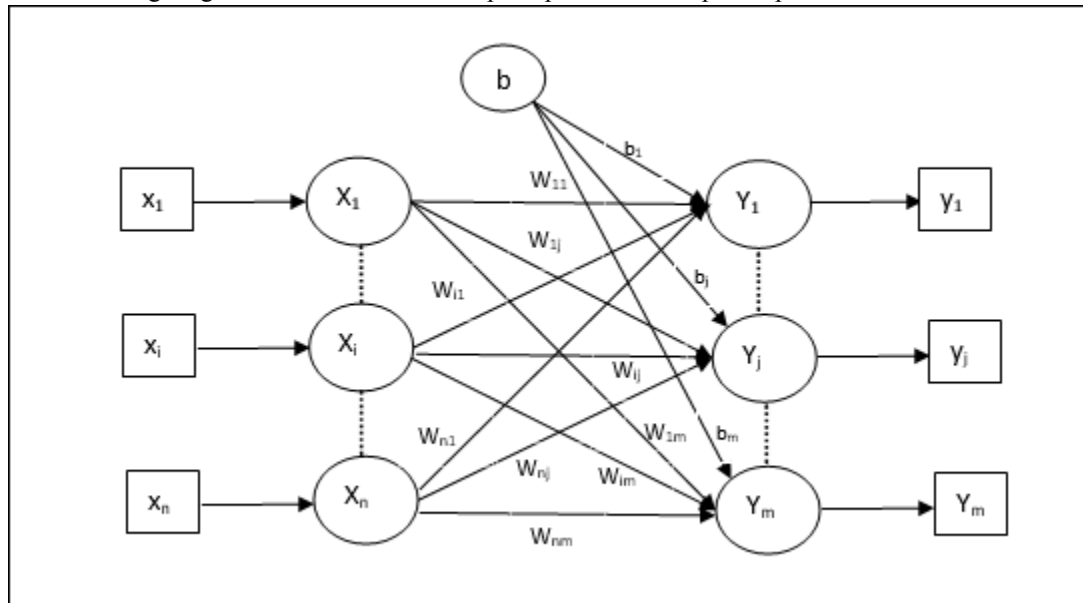 b
b₁
x₁
X₁
W₁₁
Y₁
y₁
W₁ⱼ
Wᵢ₁
bⱼ
xᵢ
Xᵢ
Wᵢⱼ
Yⱼ
yⱼ
Wₙ₁
W₁ₘ
bₘ
Wₙⱼ
Wᵢₘ
xₙ
Xₙ
Wₙₘ
Yₘ
Yₘ